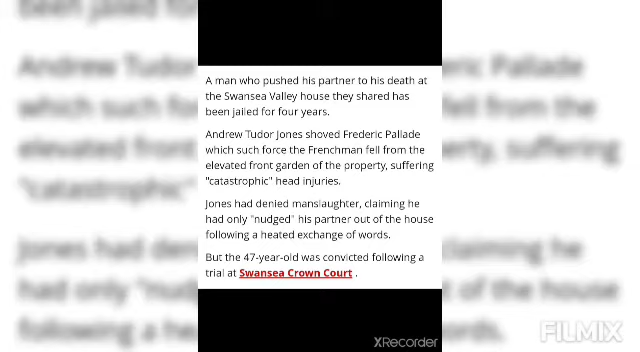 A man who pushed his partner to his death at
the Swansea Valley house they shared has
been jailed for four years.
Andrew Tudor Jones shoved Frederic Pallade
which such force the Frenchman fell from the
elevated front garden of the property, suffering
"catastrophic" head injuries.
Jones had denied manslaughter, claiming he
had only "nudged" his partner out of the house
following a heated exchange of words.
But the 47-year-old was convicted following a
trial at Swansea Crown Court .
XRecorder
FILMIX